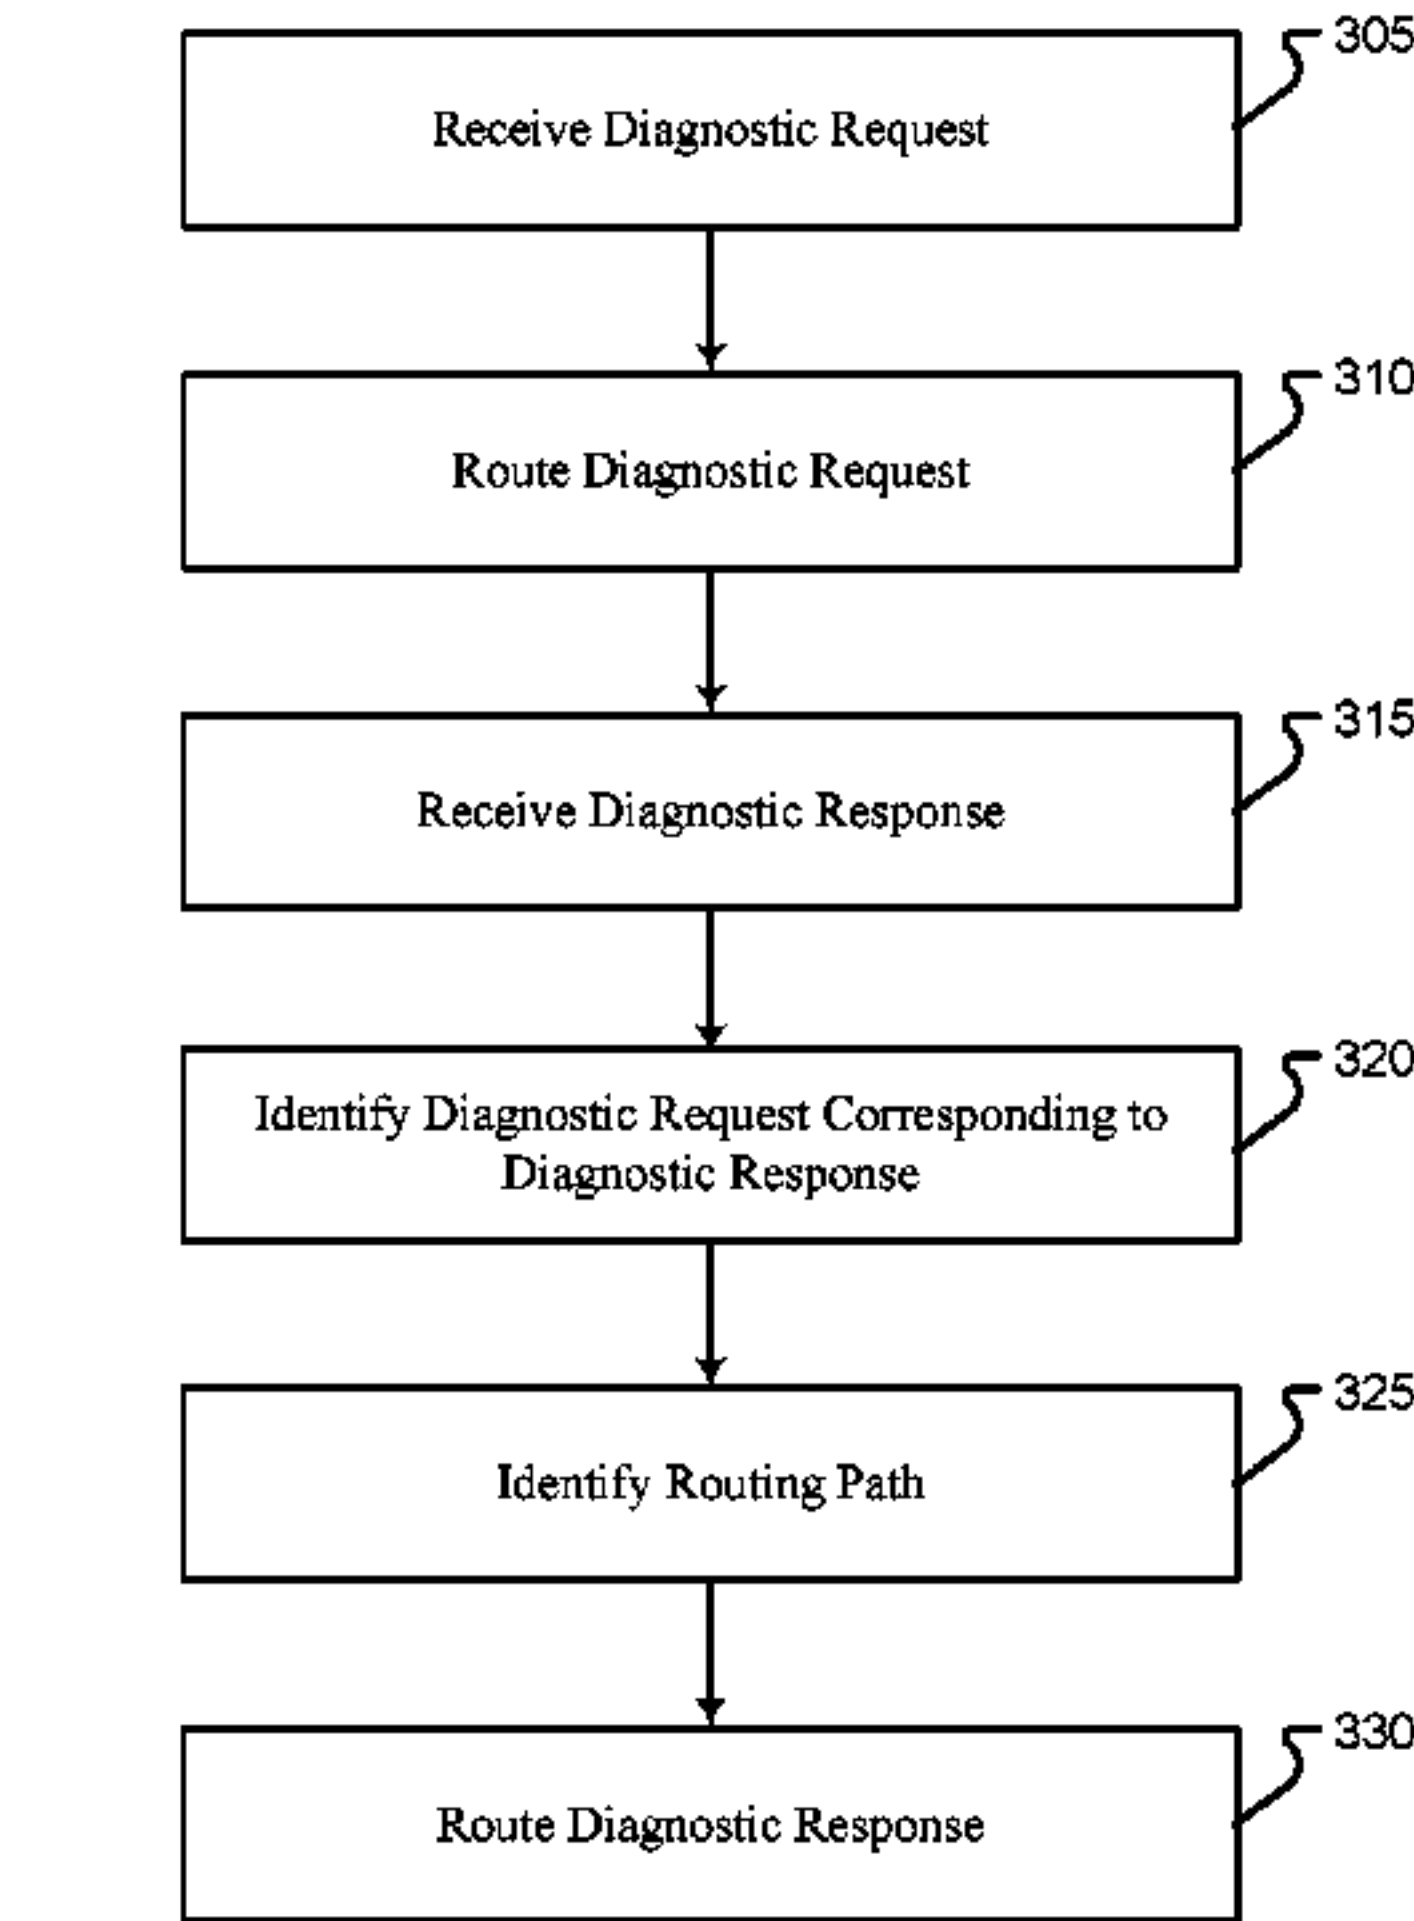 305
Receive Diagnostic Request
310
Route Diagnostic Request
315
Receive Diagnostic Response
320
Identify Diagnostic Request Corresponding to
Diagnostic Response
325
Identify Routing Path
330
Route Diagnostic Response